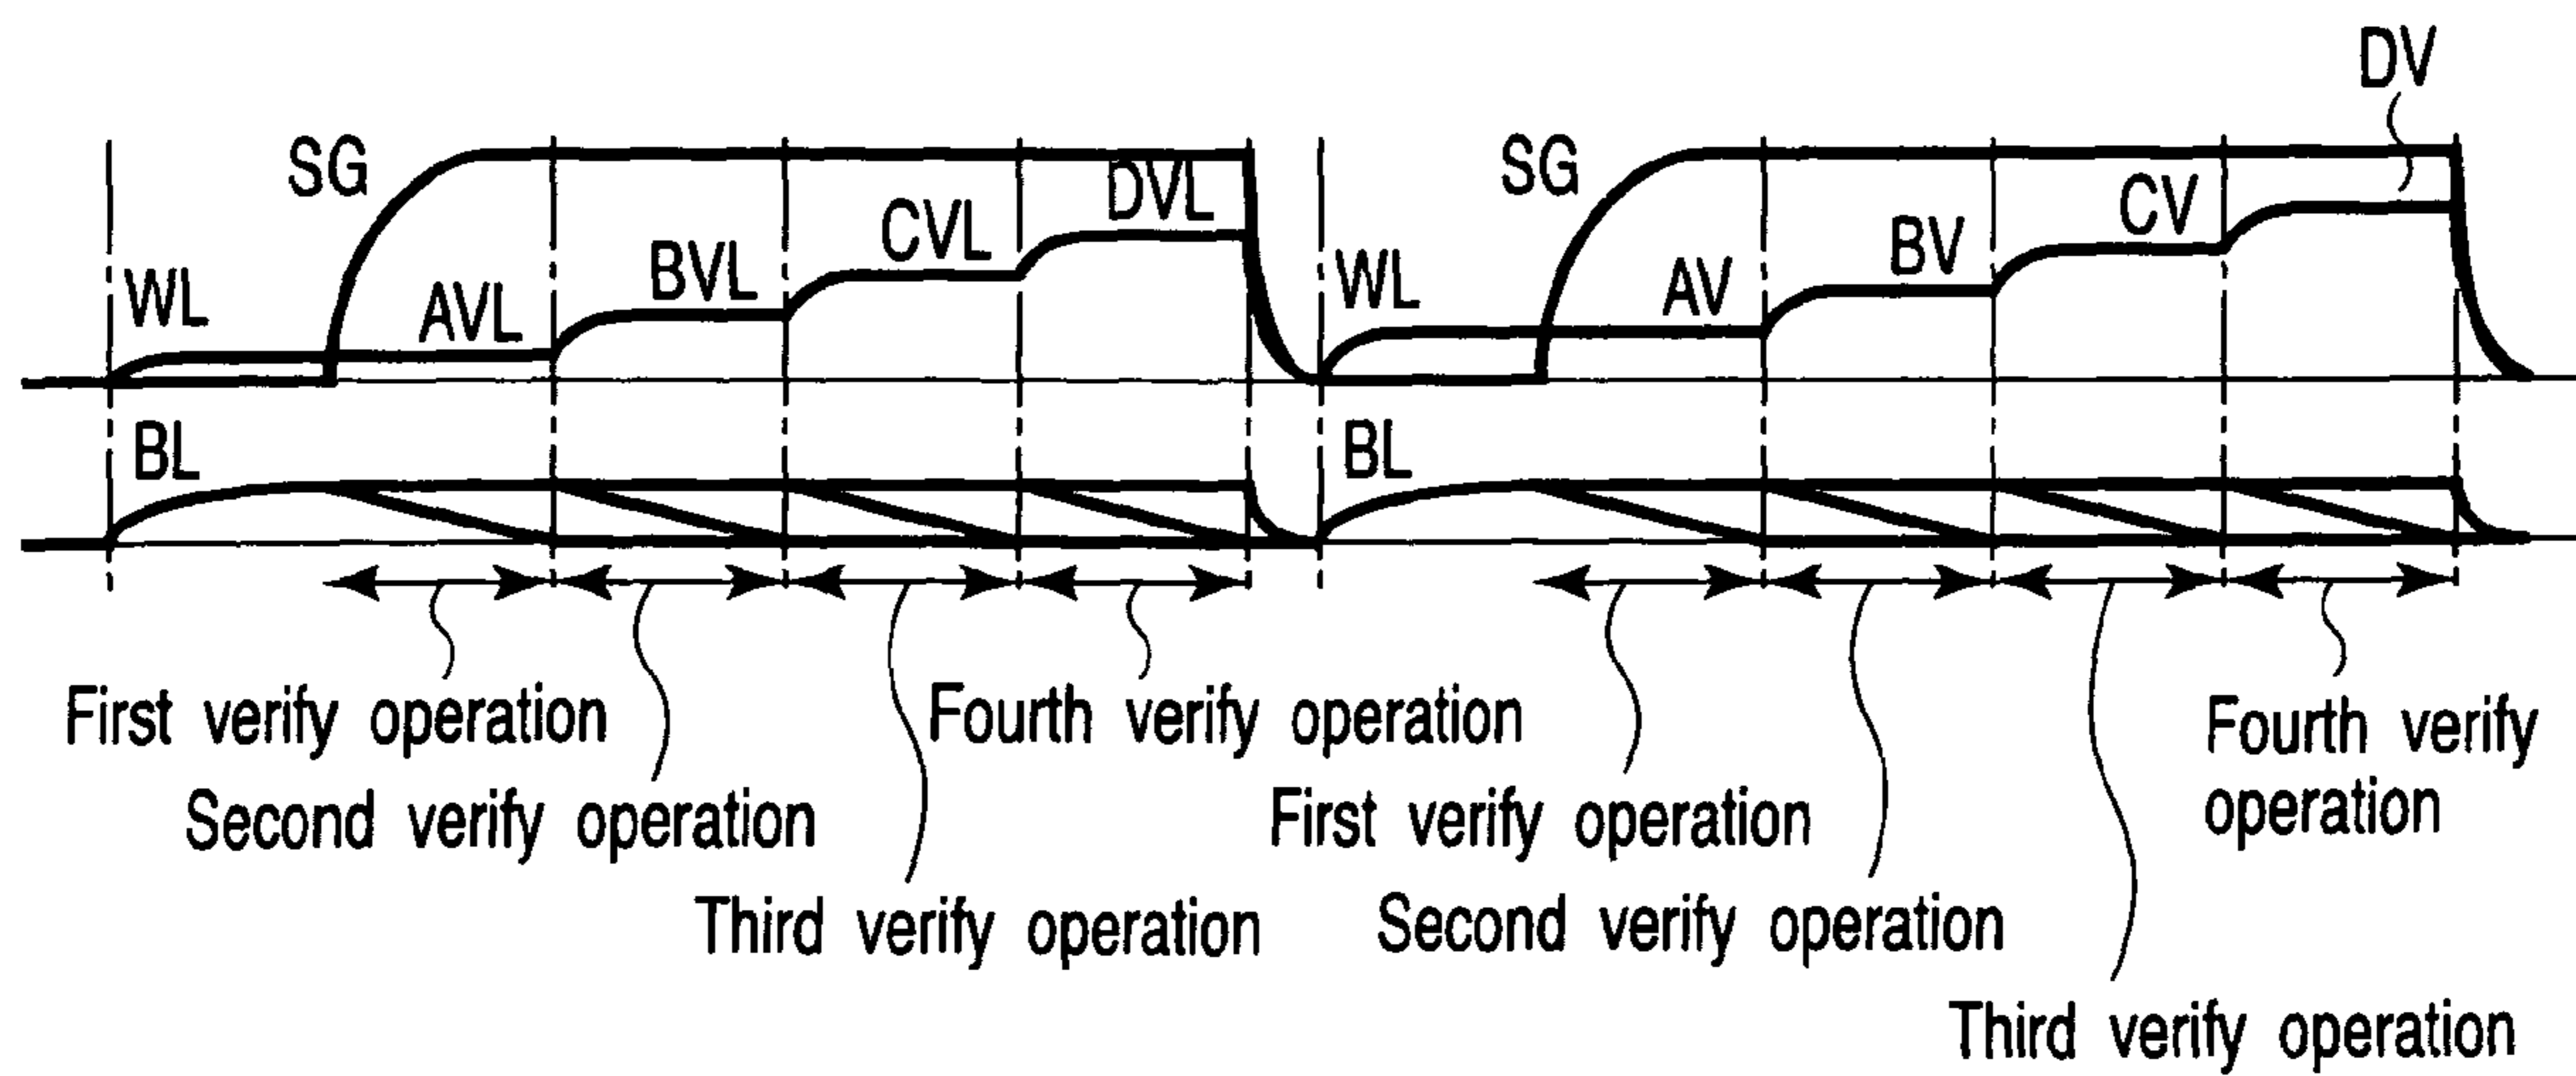 DV
SG
DVL
SG
CV
CVL
BV
BVL
WL
AVL
WL
AV
BL
BL
First verify operation
Fourth verify operation
Fourth verify
operation
Second verify operation
First verify operation
Third verify operation
Second verify operation
Third verify operation